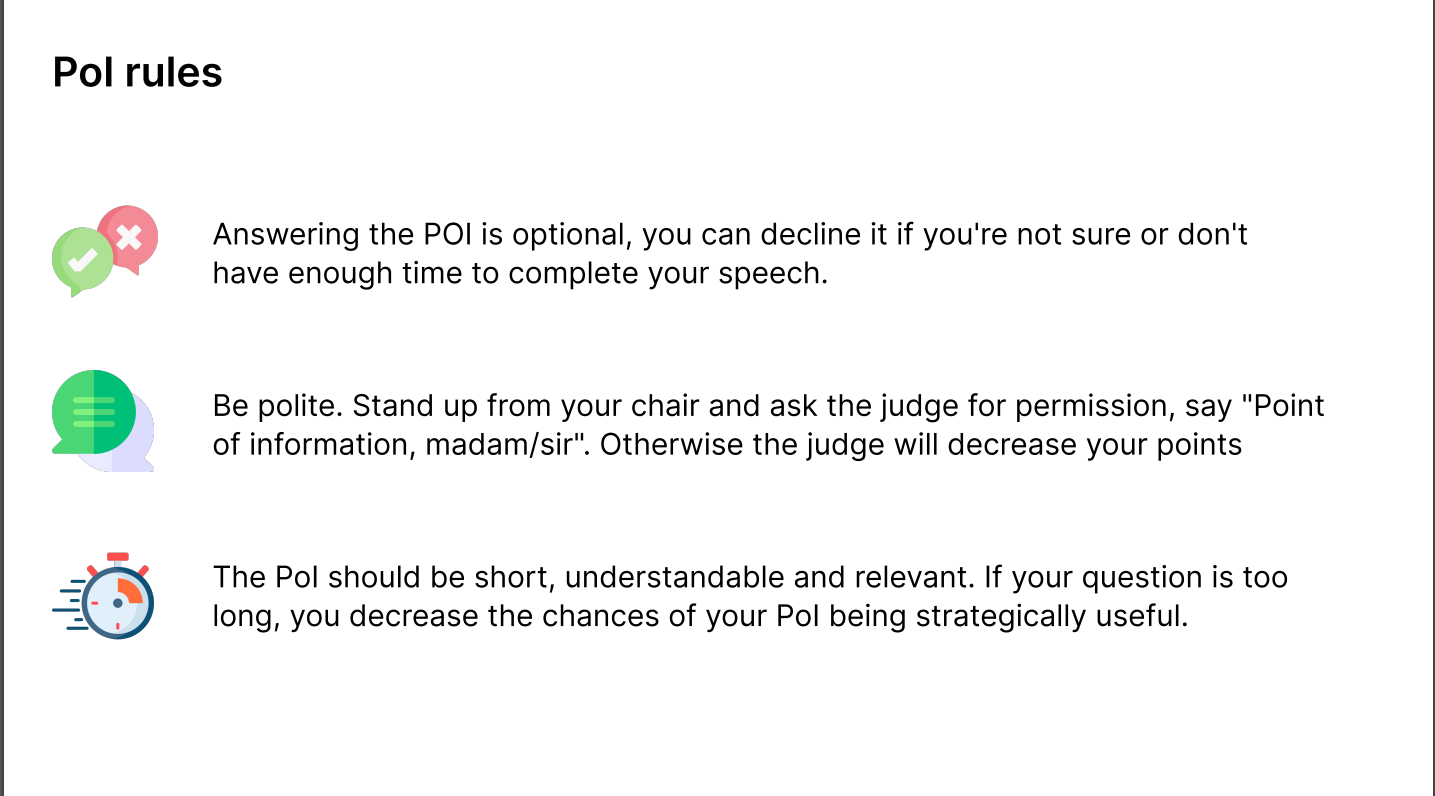 PoI rules
Answering the POI is optional, you can decline it if you're not sure or don't
have enough time to complete your speech.
Be polite. Stand up from your chair and ask the judge for permission, say "Point
of information, madam/sir". Otherwise the judge will decrease your points
The PoI should be short, understandable and relevant. If your question is too
long, you decrease the chances of your PoI being strategically useful.